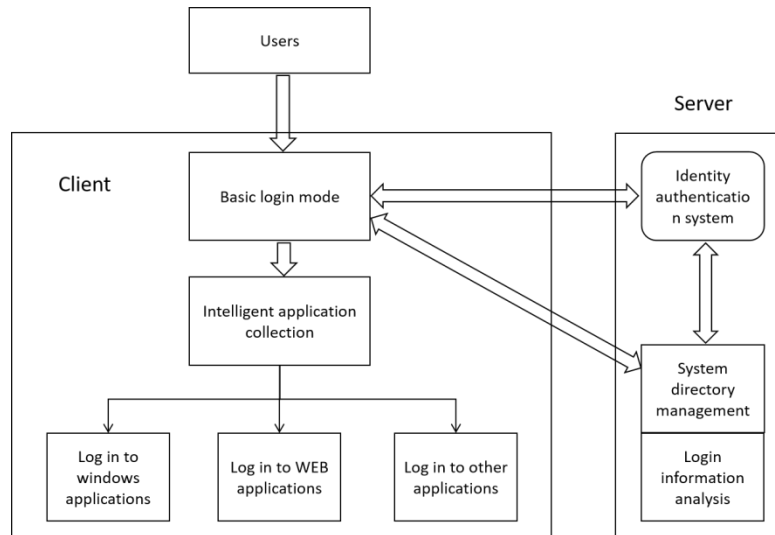 Users
Server
Client
Basic login mode
Identity
authenticatio
n system
Intelligent application
collection
System
directory
management
Log in to
windows
applications
Log in to WEB
applications
Log in to other
applications
Login
information
analysis